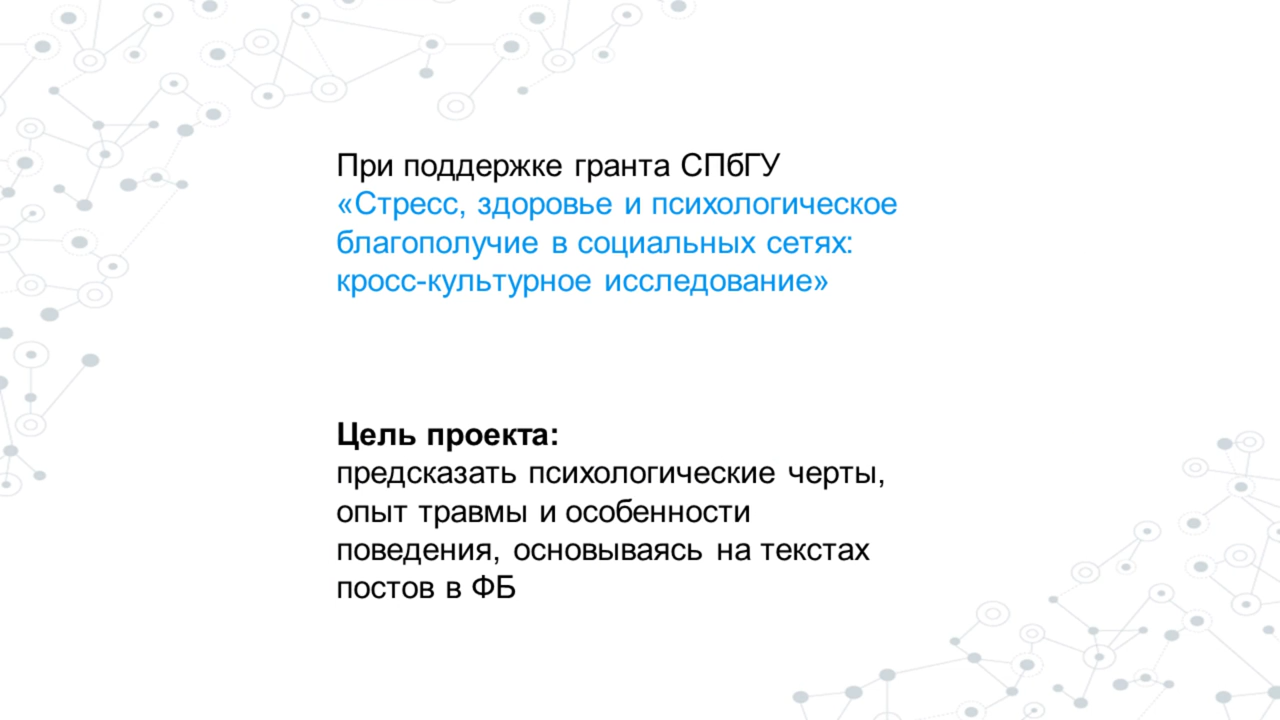 При поддержке гранта СПбГУ
«Стресс, здоровье и психологическое
благополучие в социальных сетях:
кросс-культурное исследование»
Цель проекта:
предсказать психологические черты,
опыт травмы и особенности
поведения, основываясь на текстах
постов в ФБ